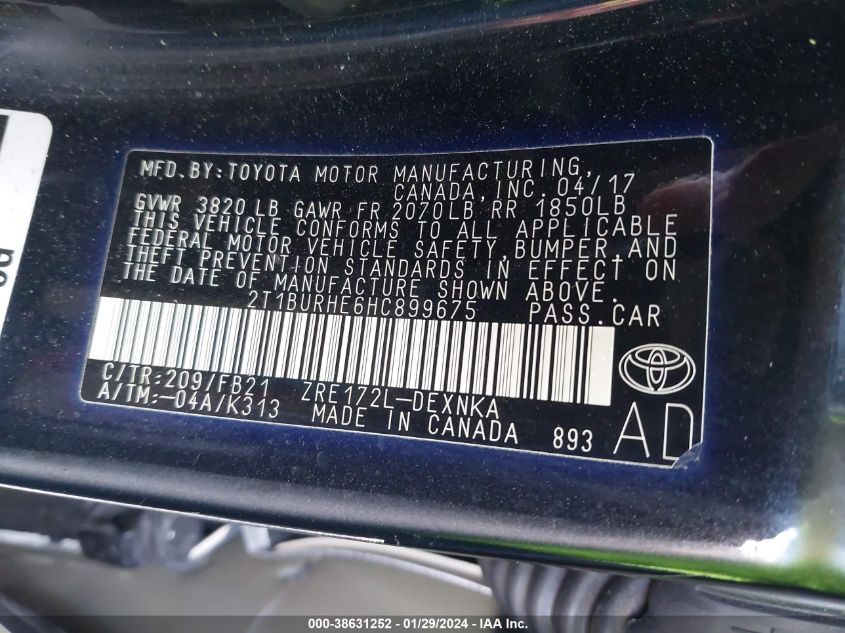 MFD.BY:TOYOTA MOTOR MANUFACTURING,
CANADA,INC. 04/17
GVWR 3820 LB GAWR FR 2070LB RR 1850LB
THIS VEHICLE CONFORMS TO ALL APPLICABLE
FEDERAL MOTOR VEHICLE SAFETY,BUMPER,AND
THEFT PREVENTION STANDARDS IN EFFECT ON
THE DATE OF MANUFACTURE SHOWN ABOVE.
2T1BURHE6HC899675 PASS.CAR
C/TR:209/FB21 ZRE172L-DEXNKA
A/TM:-04A/K313 MADE IN CANADA 893 AD
000-38631252 - 01/29/2024 - IAA Inc.